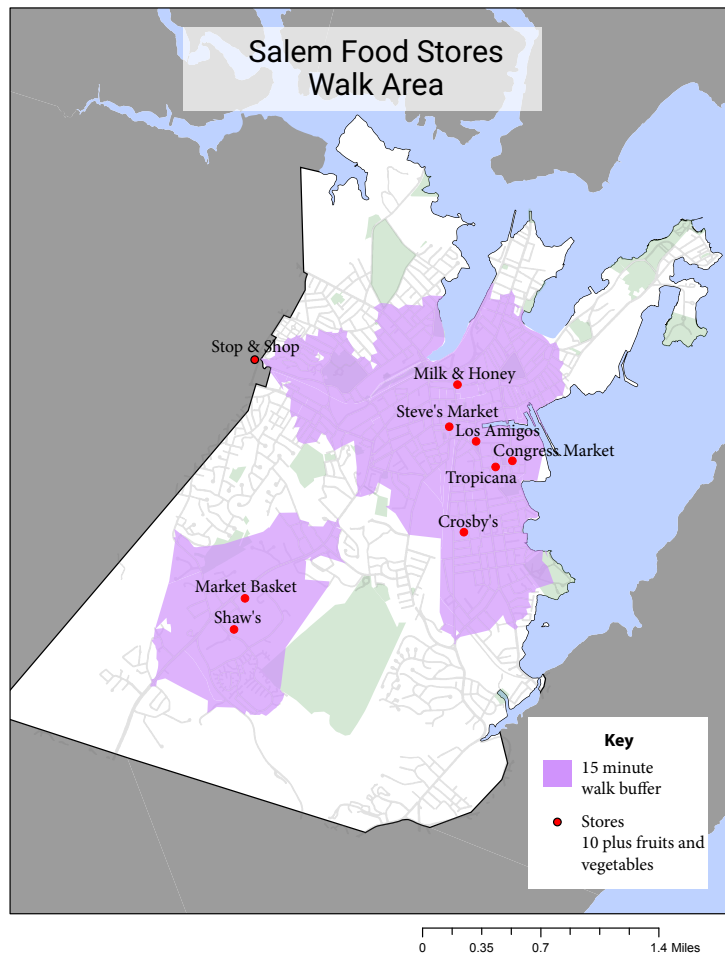 Salem Food Stores
Walk Area
Stop & Shop
Milk & Honey
Steve's Market
Los Amigos
Congress Market
Tropicana
Crosby's
Market Basket
Shaw's
Key
15 minute
walk buffer
Stores
10 plus fruits and
vegetables
0 0.35 0.7 1.4 Miles